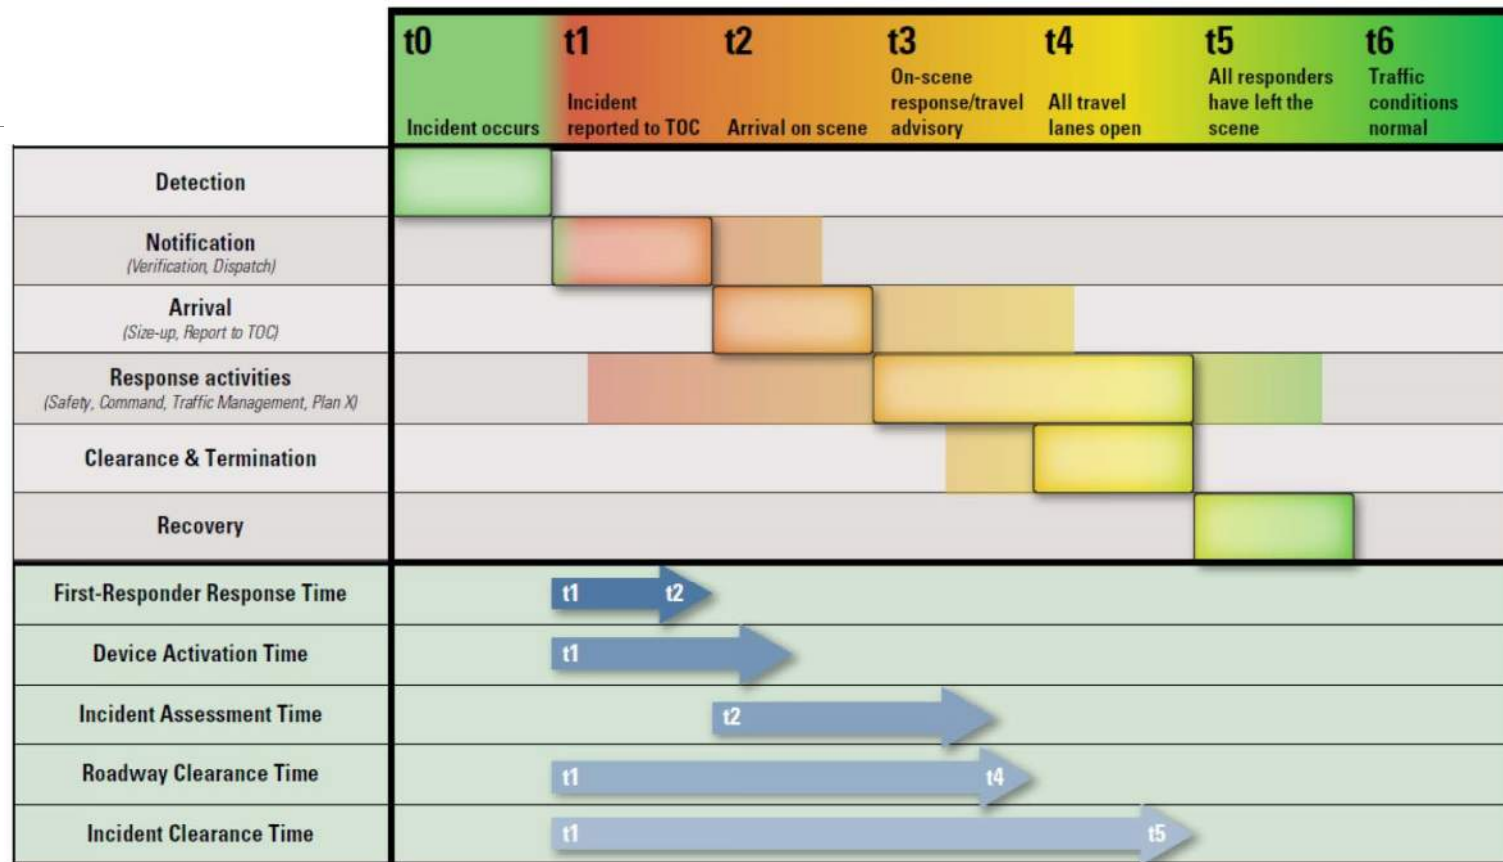 t0
t1
t2
t3
t4
t5
t6
Incident occurs
Incident
reported to TOC
Arrival on scene
On-scene
response/travel
advisory
All travel
lanes open
All responders
have left the
scene
Traffic
conditions
normal
Detection
Notification
(Verification, Dispatch)
Arrival
(Size-up, Report to TOC)
Response activities
(Safety, Command, Traffic Management, Plan X)
Clearance & Termination
Recovery
First-Responder Response Time
t1
t2
Device Activation Time
t1
Incident Assessment Time
t2
Roadway Clearance Time
t1
t4
Incident Clearance Time
t1
t5